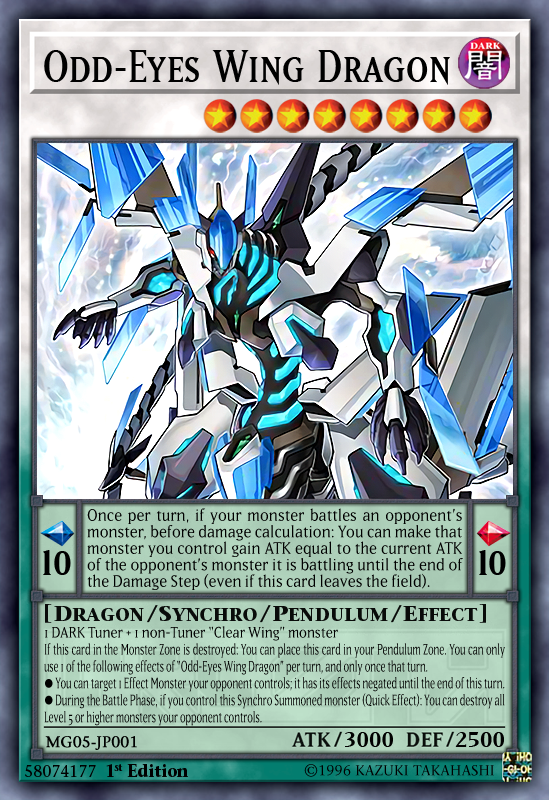 ODD-EYES WING DRAGON
DARK
闇
Once per turn, if your monster battles an opponent's
monster, before damage calculation: You can make that
monster you control gain ATK equal to the current ATK
of the opponent's monster it is battling until the end of
the Damage Step (even if this card leaves the field).
10
10
[DRAGON/SYNCHRO/PENDULUM/EFFECT]
1 DARK Tuner + 1 non-Tuner "Clear Wing" monster
If this card in the Monster Zone is destroyed: You can place this card in your Pendulum Zone. You can only
use 1 of the following effects of "Odd-Eyes Wing Dragon" per turn, and only once that turn.
● You can target 1 Effect Monster your opponent controls; it has its effects negated until the end of this turn.
● During the Battle Phase, if you control this Synchro Summoned monster (Quick Effect): You can destroy all
Level 5 or higher monsters your opponent controls.
MG05-JP001
ATK/3000 DEF/2500
58074177 1st Edition
©1996 KAZUKI TAKAHASHI